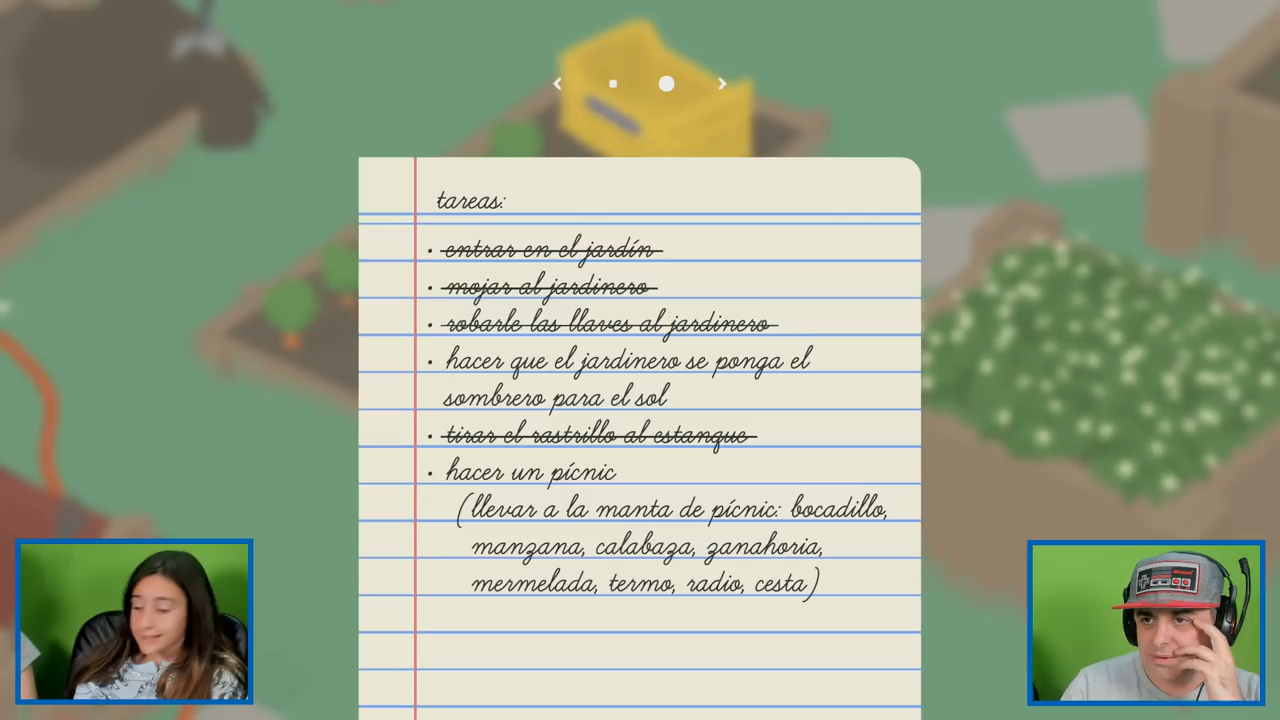 tareas:
• entrar en el jardín
• mojar al jardinero
• robarle las llaves al jardinero
• hacer que el jardinero se ponga el
sombrero para el sol
• tirar el rastrillo al estanque
• hacer un pícnic
(llevar a la manta de pícnic: bocadillo,
manzana, calabaza, zanahoria,
mermelada, termo, radio, cesta)